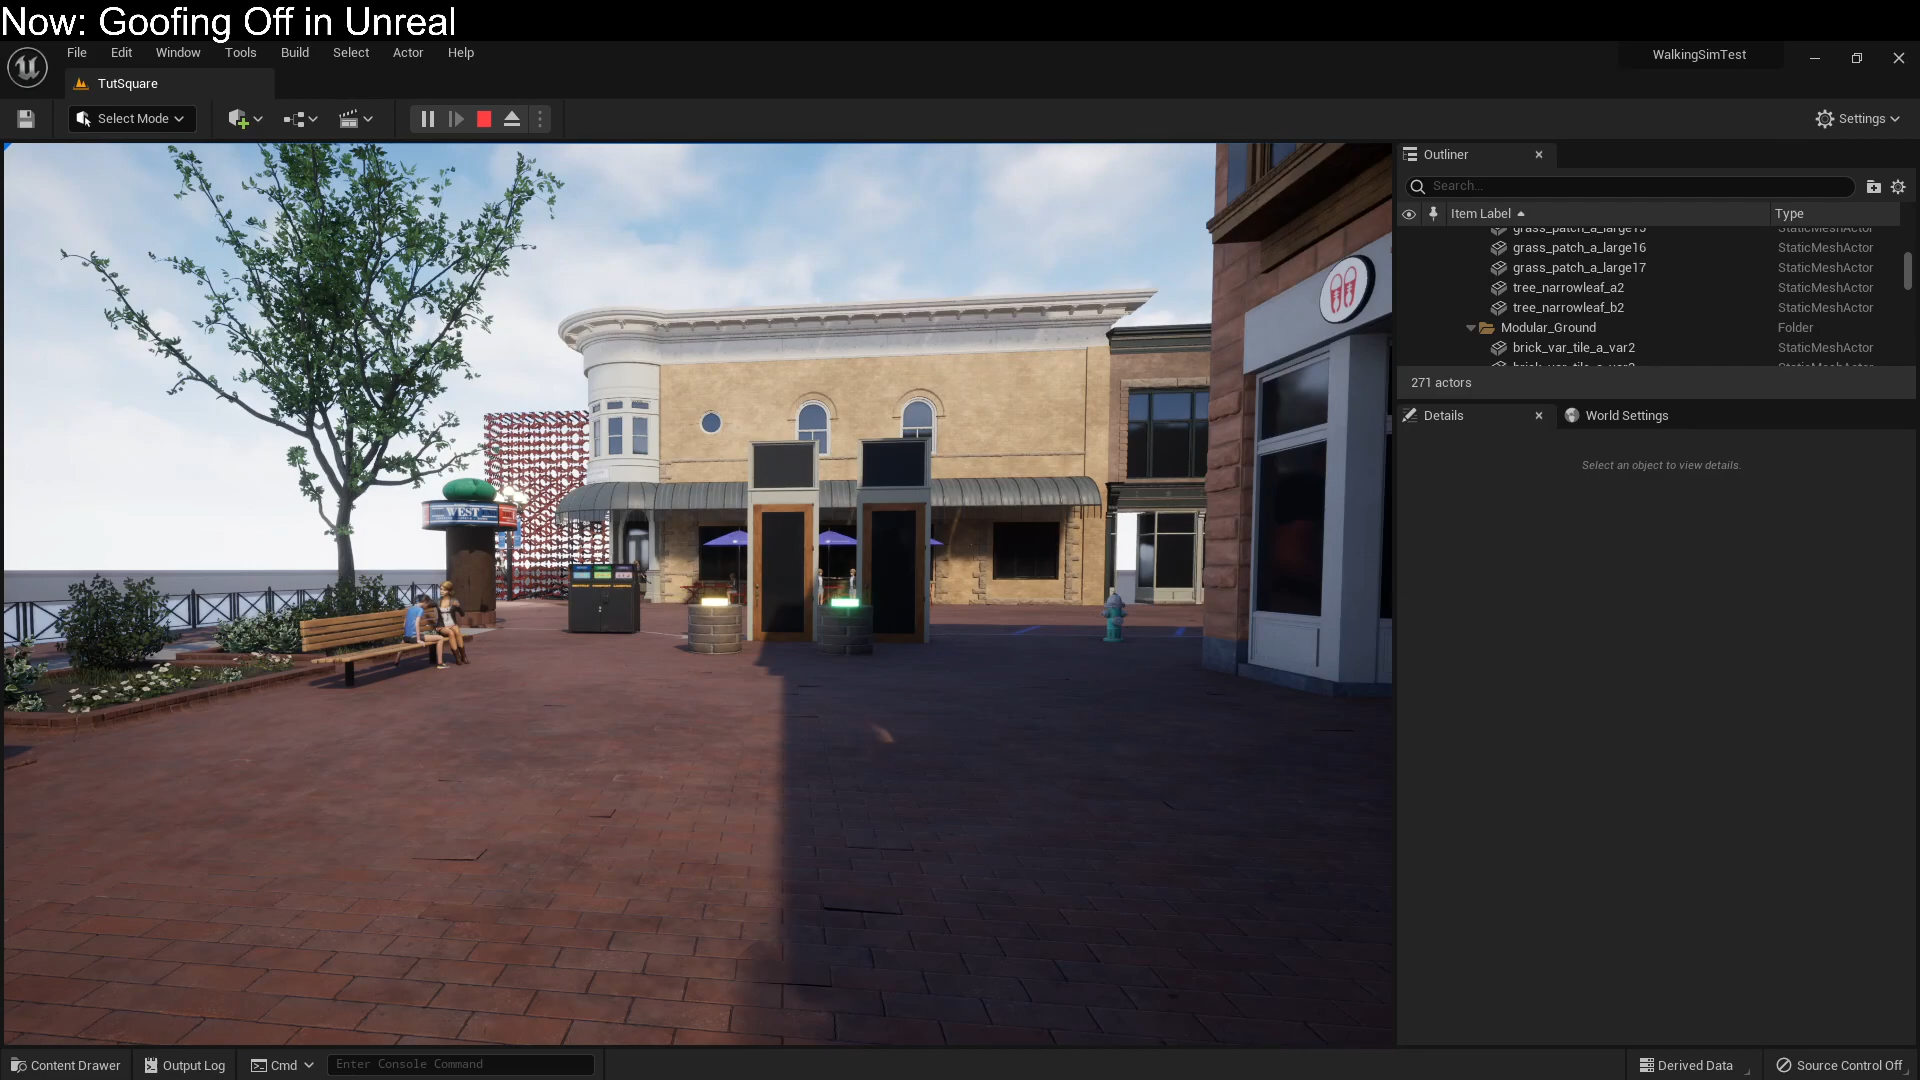 Now: Goofing Off in Unreal
File Edit Window Tools Build Select Actor Help
WalkingSimTest
TutSquare
Select Mode
Settings
Outliner
Search...
Item Label Type
grass_patch_a_large15 StaticMeshActor
grass_patch_a_large16 StaticMeshActor
grass_patch_a_large17 StaticMeshActor
tree_narrowleaf_a2 StaticMeshActor
tree_narrowleaf_b2 StaticMeshActor
Modular_Ground Folder
brick_var_tile_a_var2 StaticMeshActor
271 actors
Details World Settings
Select an object to view details.
WEST
Content Drawer Output Log Cmd Enter Console Command
Derived Data Source Control Off